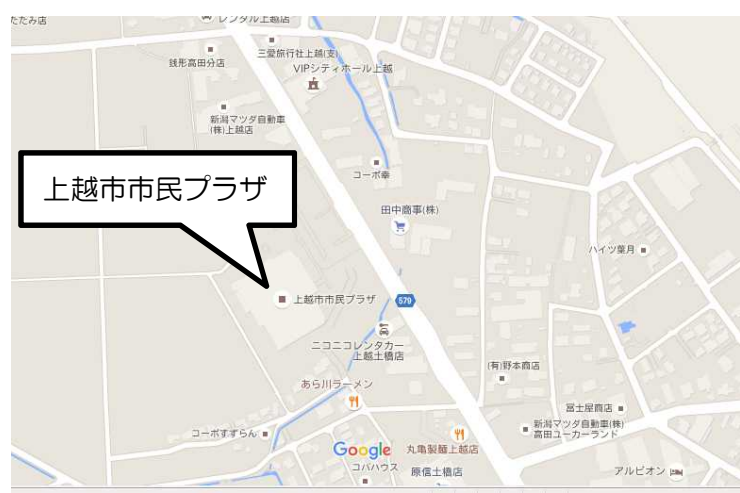 たたみ店
レンタル上越店
三愛旅行社上越(支)
銭形高田分店
VIPシティホール上越
新潟マツダ自動車
(株)上越店
コーポ幸
上越市市民プラザ
田中商事(株)
ハイツ葉月
上越市市民プラザ
579
ニコニコレンタカー
上越土橋店
(有)野本商店
あら川ラーメン
冨士屋商店
新潟マツダ自動車(株)
高田ユーカーランド
コーポすずらん
Google
丸亀製麺上越店
コバハウス
原信土橋店
アルビオン